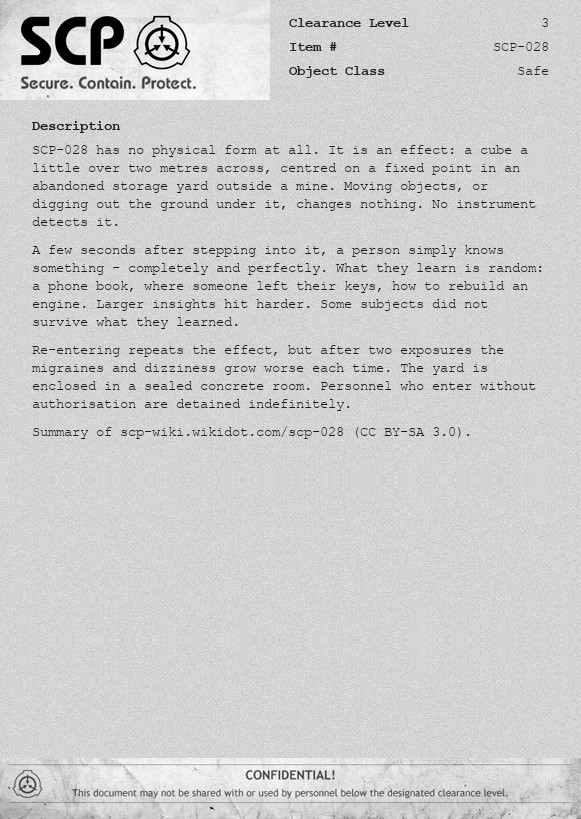 SCP
Secure. Contain. Protect.
Clearance Level 3
Item # SCP-028
Object Class Safe
Description
SCP-028 has no physical form at all. It is an effect: a cube a
little over two metres across, centred on a fixed point in an
abandoned storage yard outside a mine. Moving objects, or
digging out the ground under it, changes nothing. No instrument
detects it.
A few seconds after stepping into it, a person simply knows
something – completely and perfectly. What they learn is random:
a phone book, where someone left their keys, how to rebuild an
engine. Larger insights hit harder. Some subjects did not
survive what they learned.
Re-entering repeats the effect, but after two exposures the
migraines and dizziness grow worse each time. The yard is
enclosed in a sealed concrete room. Personnel who enter without
authorisation are detained indefinitely.
Summary of scp-wiki.wikidot.com/scp-028 (CC BY-SA 3.0).
CONFIDENTIAL!
This document may not be shared with or used by personnel below the designated clearance level.